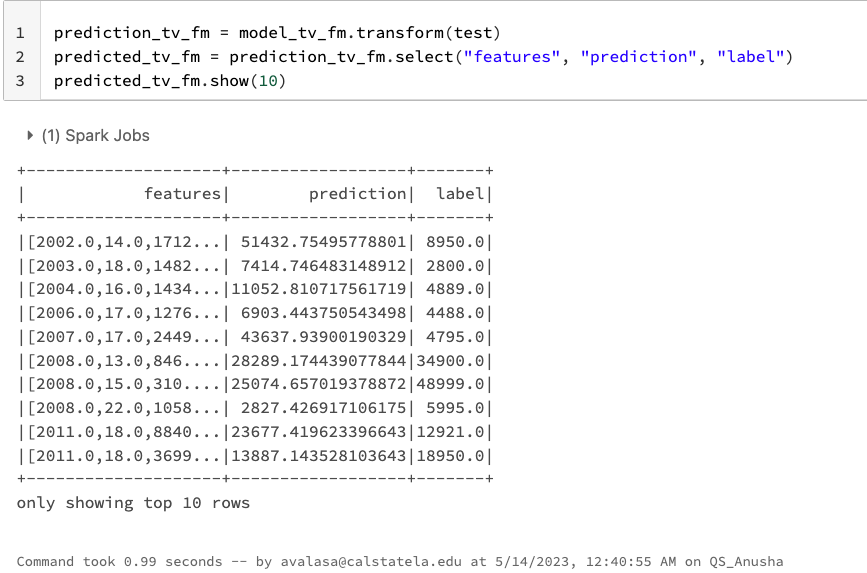 1 prediction_tv_fm = model_tv_fm.transform(test)
2 predicted_tv_fm = prediction_tv_fm.select("features", "prediction", "label")
3 predicted_tv_fm.show(10)
(1) Spark Jobs
+--------------------+------------------+-------+
|            features|        prediction|  label|
+--------------------+------------------+-------+
|[2002.0,14.0,1712...| 51432.75495778801| 8950.0|
|[2003.0,18.0,1482...| 7414.746483148912| 2800.0|
|[2004.0,16.0,1434...|11052.810717561719| 4889.0|
|[2006.0,17.0,1276...| 6903.443750543498| 4488.0|
|[2007.0,17.0,2449...| 43637.93900190329| 4795.0|
|[2008.0,13.0,846....|28289.174439077844|34900.0|
|[2008.0,15.0,310....|25074.657019378872|48999.0|
|[2008.0,22.0,1058...| 2827.426917106175| 5995.0|
|[2011.0,18.0,8840...|23677.419623396643|12921.0|
|[2011.0,18.0,3699...|13887.143528103643|18950.0|
+--------------------+------------------+-------+
only showing top 10 rows
Command took 0.99 seconds -- by avalasa@calstatela.edu at 5/14/2023, 12:40:55 AM on QS_Anusha